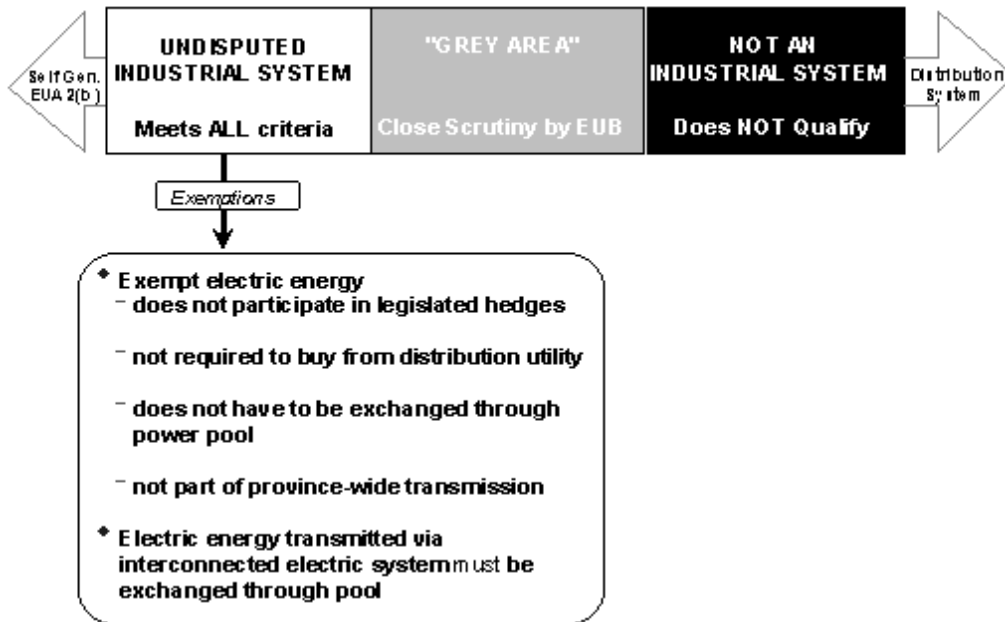 Self Gen.
EUA 2(b)
UNDISPUTED
INDUSTRIAL SYSTEM
Meets ALL criteria
"GREY AREA"
Close Scrutiny by EUB
NOT AN
INDUSTRIAL SYSTEM
Does NOT Qualify
Distribution
System
Exemptions
Exempt electric energy
– does not participate in legislated hedges
– not required to buy from distribution utility
– does not have to be exchanged through
power pool
– not part of province-wide transmission
Electric energy transmitted via
interconnected electric system must be
exchanged through pool